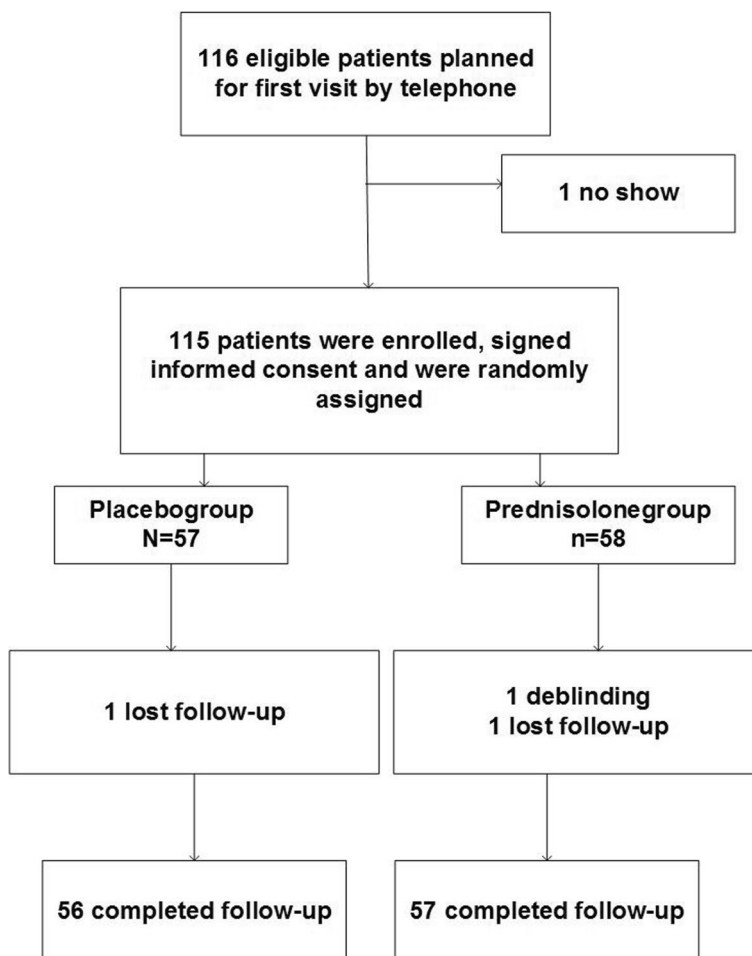 116 eligible patients planned
for first visit by telephone
1 no show
115 patients were enrolled, signed
informed consent and were randomly
assigned
Placebogroup
N=57
Prednisolonegroup
n=58
1 lost follow-up
1 deblinding
1 lost follow-up
56 completed follow-up
57 completed follow-up